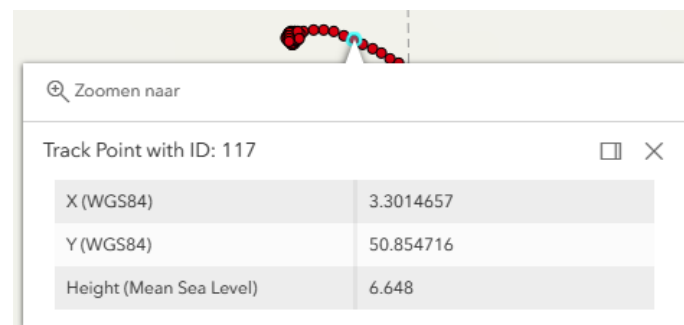 Zoomen naar
Track Point with ID: 117
X (WGS84) 3.3014657
Y (WGS84) 50.854716
Height (Mean Sea Level) 6.648